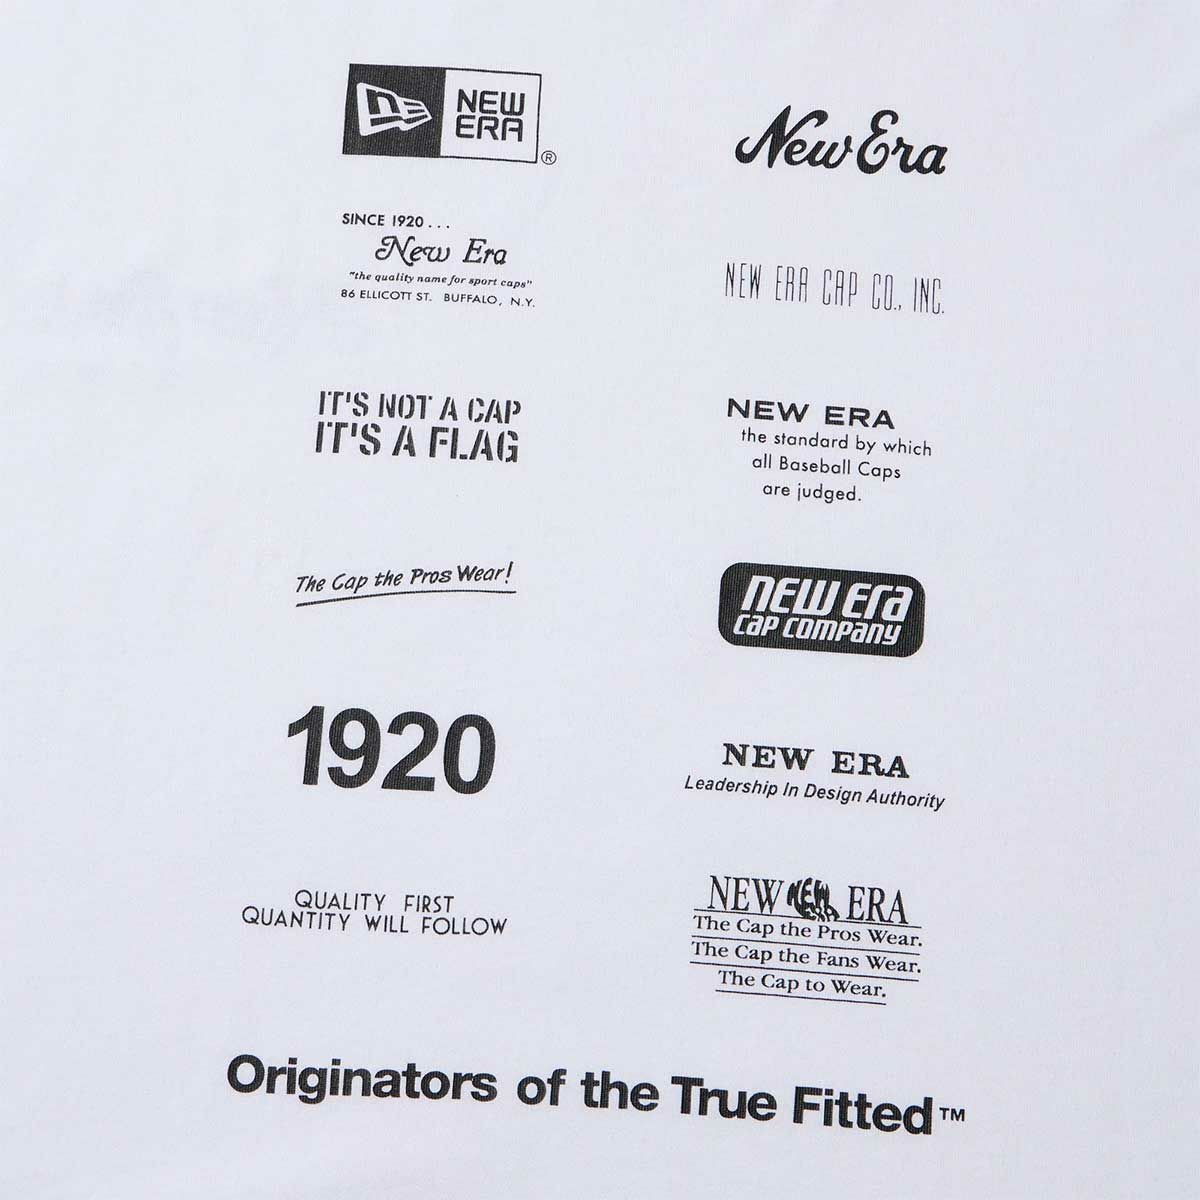 NEW
ERA
®
New Era
SINCE 1920...
New Era
"the quality name for sport caps"
86 ELLICOTT ST. BUFFALO, N.Y.
NEW ERA CAP CO., INC.
IT'S NOT A CAP
IT'S A FLAG
NEW ERA
the standard by which
all Baseball Caps
are judged.
The Cap the Pros Wear!
new era
cap company
1920
NEW ERA
Leadership In Design Authority
QUALITY FIRST
QUANTITY WILL FOLLOW
NEW NEW ERA ERA
The Cap the Pros Wear.
The Cap the Fans Wear.
The Cap to Wear.
Originators of the True Fitted™